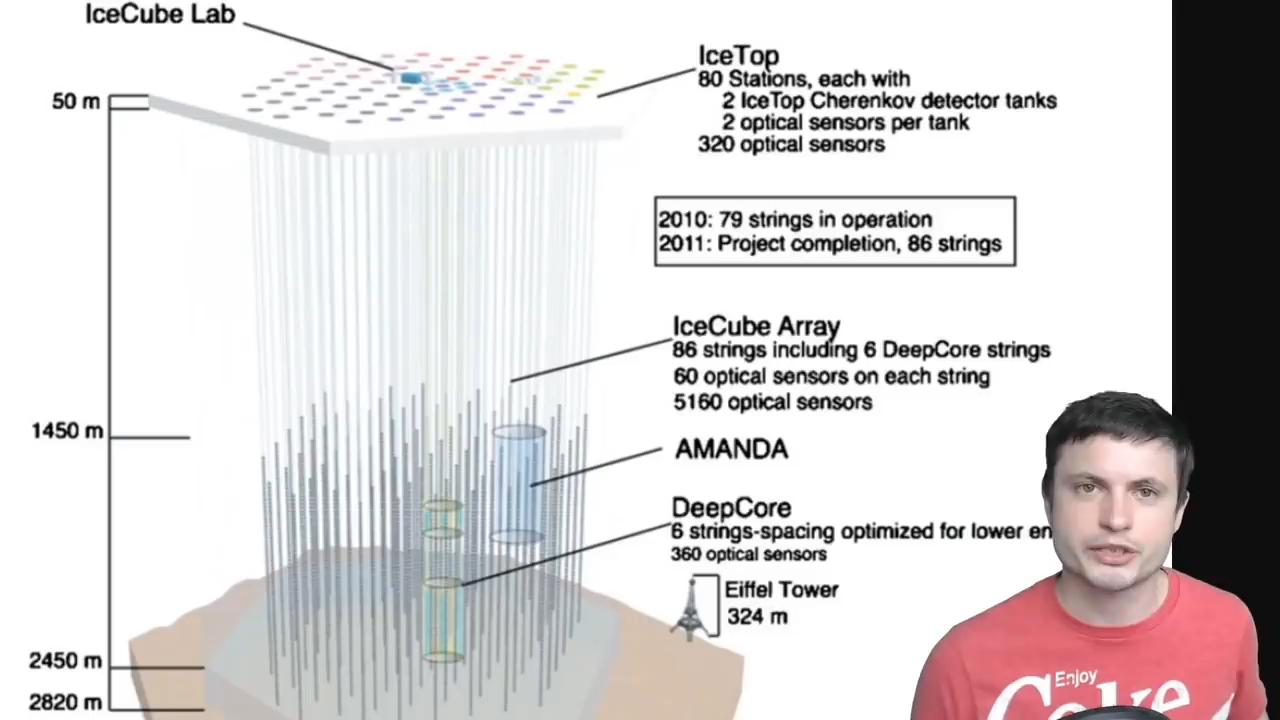 IceCube Lab
50 m
IceTop
80 Stations, each with
2 IceTop Cherenkov detector tanks
2 optical sensors per tank
320 optical sensors
2010: 79 strings in operation
2011: Project completion, 86 strings
IceCube Array
86 strings including 6 DeepCore strings
60 optical sensors on each string
5160 optical sensors
1450 m
AMANDA
DeepCore
6 strings-spacing optimized for lower en
360 optical sensors
Eiffel Tower
324 m
2450 m
2820 m
Enjoy
Coke